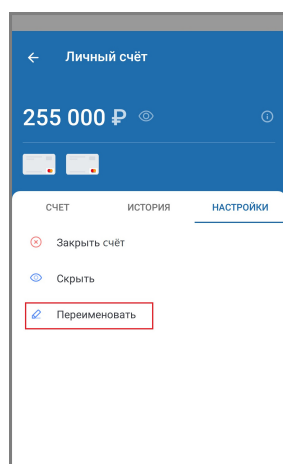 Личный счёт
255 000 ₽
СЧЕТ ИСТОРИЯ НАСТРОЙКИ
Закрыть счёт
Скрыть
Переименовать